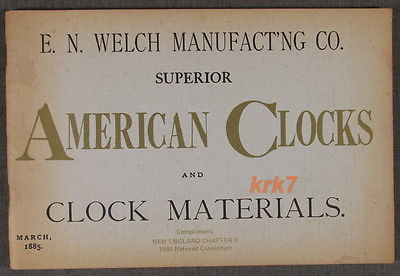 E. N. WELCH MANUFACT'NG CO.
SUPERIOR
AMERICAN CLOCKS
AND
krk7
CLOCK MATERIALS.
MARCH,
1885.
Compliments
NEW ENGLAND CHAPTER 8
1980 National Convention